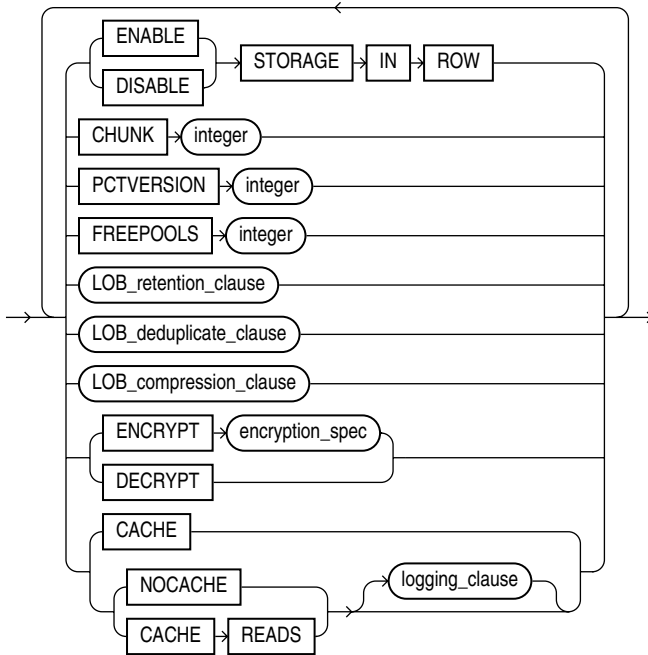 ENABLE
STORAGE IN ROW
DISABLE
CHUNK integer
PCTVERSION integer
FREEPOOLS integer
LOB_retention_clause
LOB_deduplicate_clause
LOB_compression_clause
ENCRYPT encryption_spec
DECRYPT
CACHE
logging_clause
NOCACHE
CACHE READS